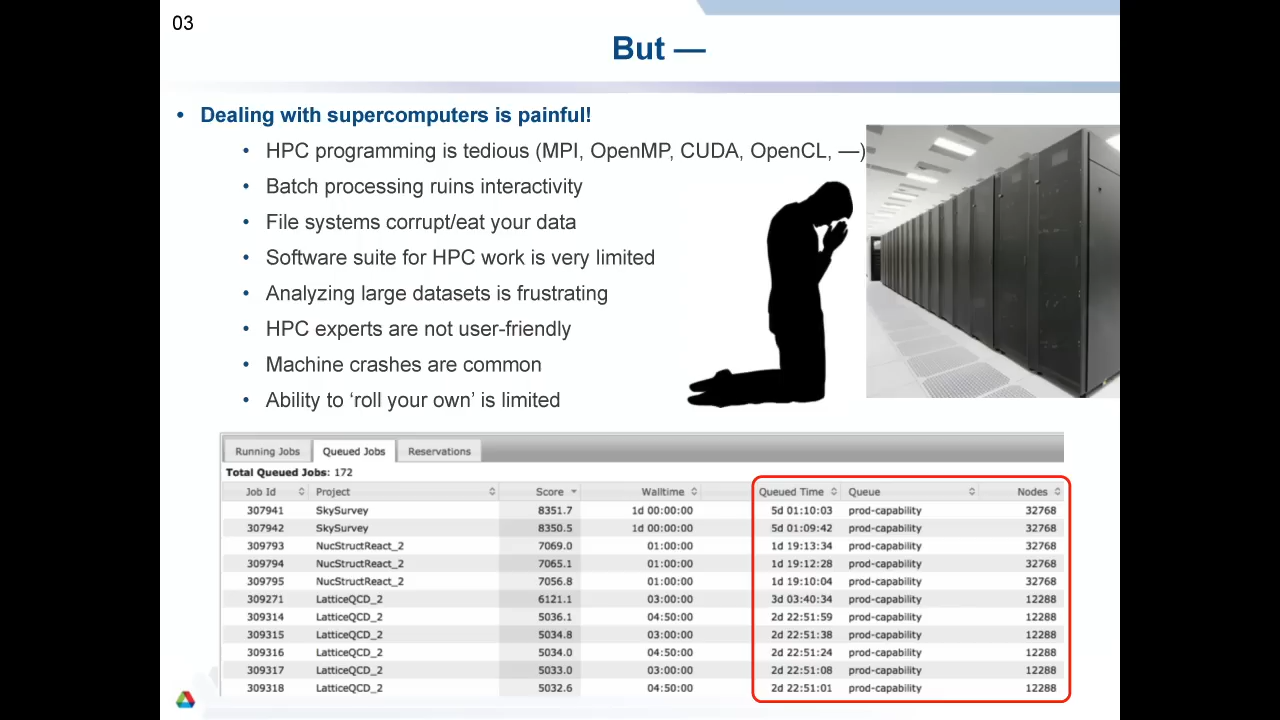 03
But —
• Dealing with supercomputers is painful!
• HPC programming is tedious (MPI, OpenMP, CUDA, OpenCL, —)
• Batch processing ruins interactivity
• File systems corrupt/eat your data
• Software suite for HPC work is very limited
• Analyzing large datasets is frustrating
• HPC experts are not user-friendly
• Machine crashes are common
• Ability to ‘roll your own’ is limited
Running Jobs Queued Jobs Reservations
Total Queued Jobs: 172
Job Id Project Score Walltime Queued Time Queue Nodes
307941 SkySurvey 8351.7 1d 00:00:00 5d 01:10:03 prod-capability 32768
307942 SkySurvey 8350.5 1d 00:00:00 5d 01:09:42 prod-capability 32768
309793 NucStructReact_2 7069.0 01:00:00 1d 19:13:34 prod-capability 32768
309794 NucStructReact_2 7065.1 01:00:00 1d 19:12:28 prod-capability 32768
309795 NucStructReact_2 7056.8 01:00:00 1d 19:10:04 prod-capability 32768
309271 LatticeQCD_2 6121.1 03:00:00 3d 03:40:34 prod-capability 12288
309314 LatticeQCD_2 5036.1 04:50:00 2d 22:51:59 prod-capability 12288
309315 LatticeQCD_2 5034.8 03:00:00 2d 22:51:38 prod-capability 12288
309316 LatticeQCD_2 5034.0 04:50:00 2d 22:51:24 prod-capability 12288
309317 LatticeQCD_2 5033.0 03:00:00 2d 22:51:08 prod-capability 12288
309318 LatticeQCD_2 5032.6 04:50:00 2d 22:51:01 prod-capability 12288